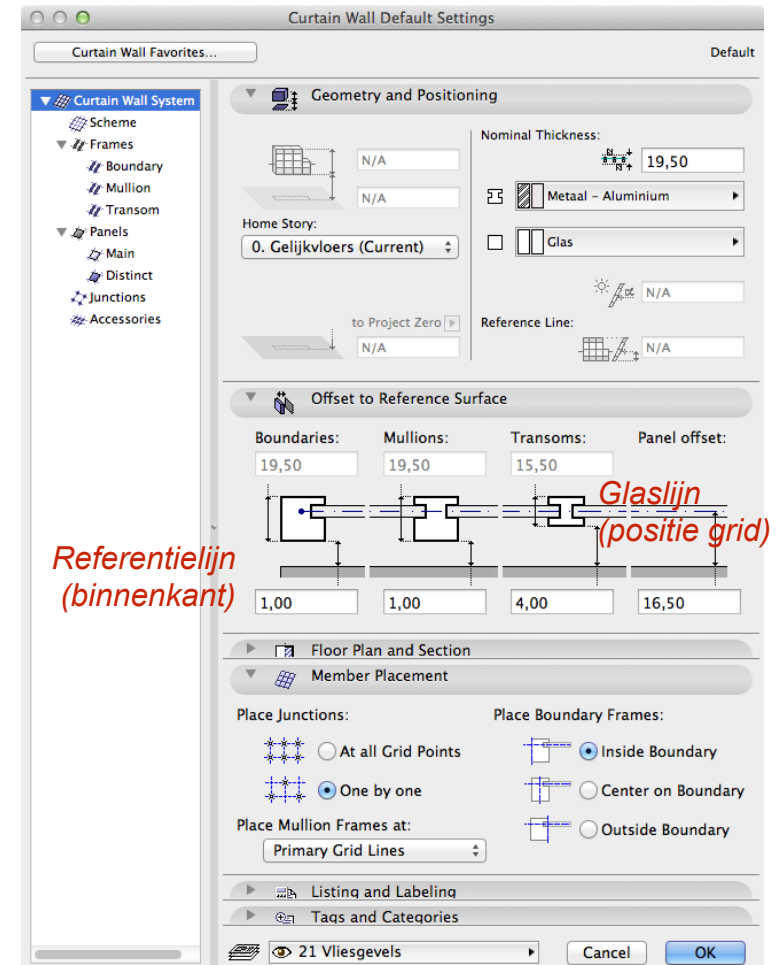 Curtain Wall Default Settings
Curtain Wall Favorites...
Default
Curtain Wall System
Scheme
Frames
Boundary
Mullion
Transom
Panels
Main
Distinct
Junctions
Accessories
Geometry and Positioning
N/A
N/A
Home Story:
0. Gelijkvloers (Current)
to Project Zero
N/A
Nominal Thickness:
19,50
Metaal - Aluminium
Glas
α
N/A
Reference Line:
N/A
Offset to Reference Surface
Boundaries: Mullions: Transoms: Panel offset:
19,50 19,50 15,50
Glaslijn
(positie grid)
Referentielijn
(binnenkant)
1,00 1,00 4,00 16,50
Floor Plan and Section
Member Placement
Place Junctions:
At all Grid Points
One by one
Place Mullion Frames at:
Primary Grid Lines
Place Boundary Frames:
Inside Boundary
Center on Boundary
Outside Boundary
Listing and Labeling
Tags and Categories
21 Vliesgevels
Cancel
OK